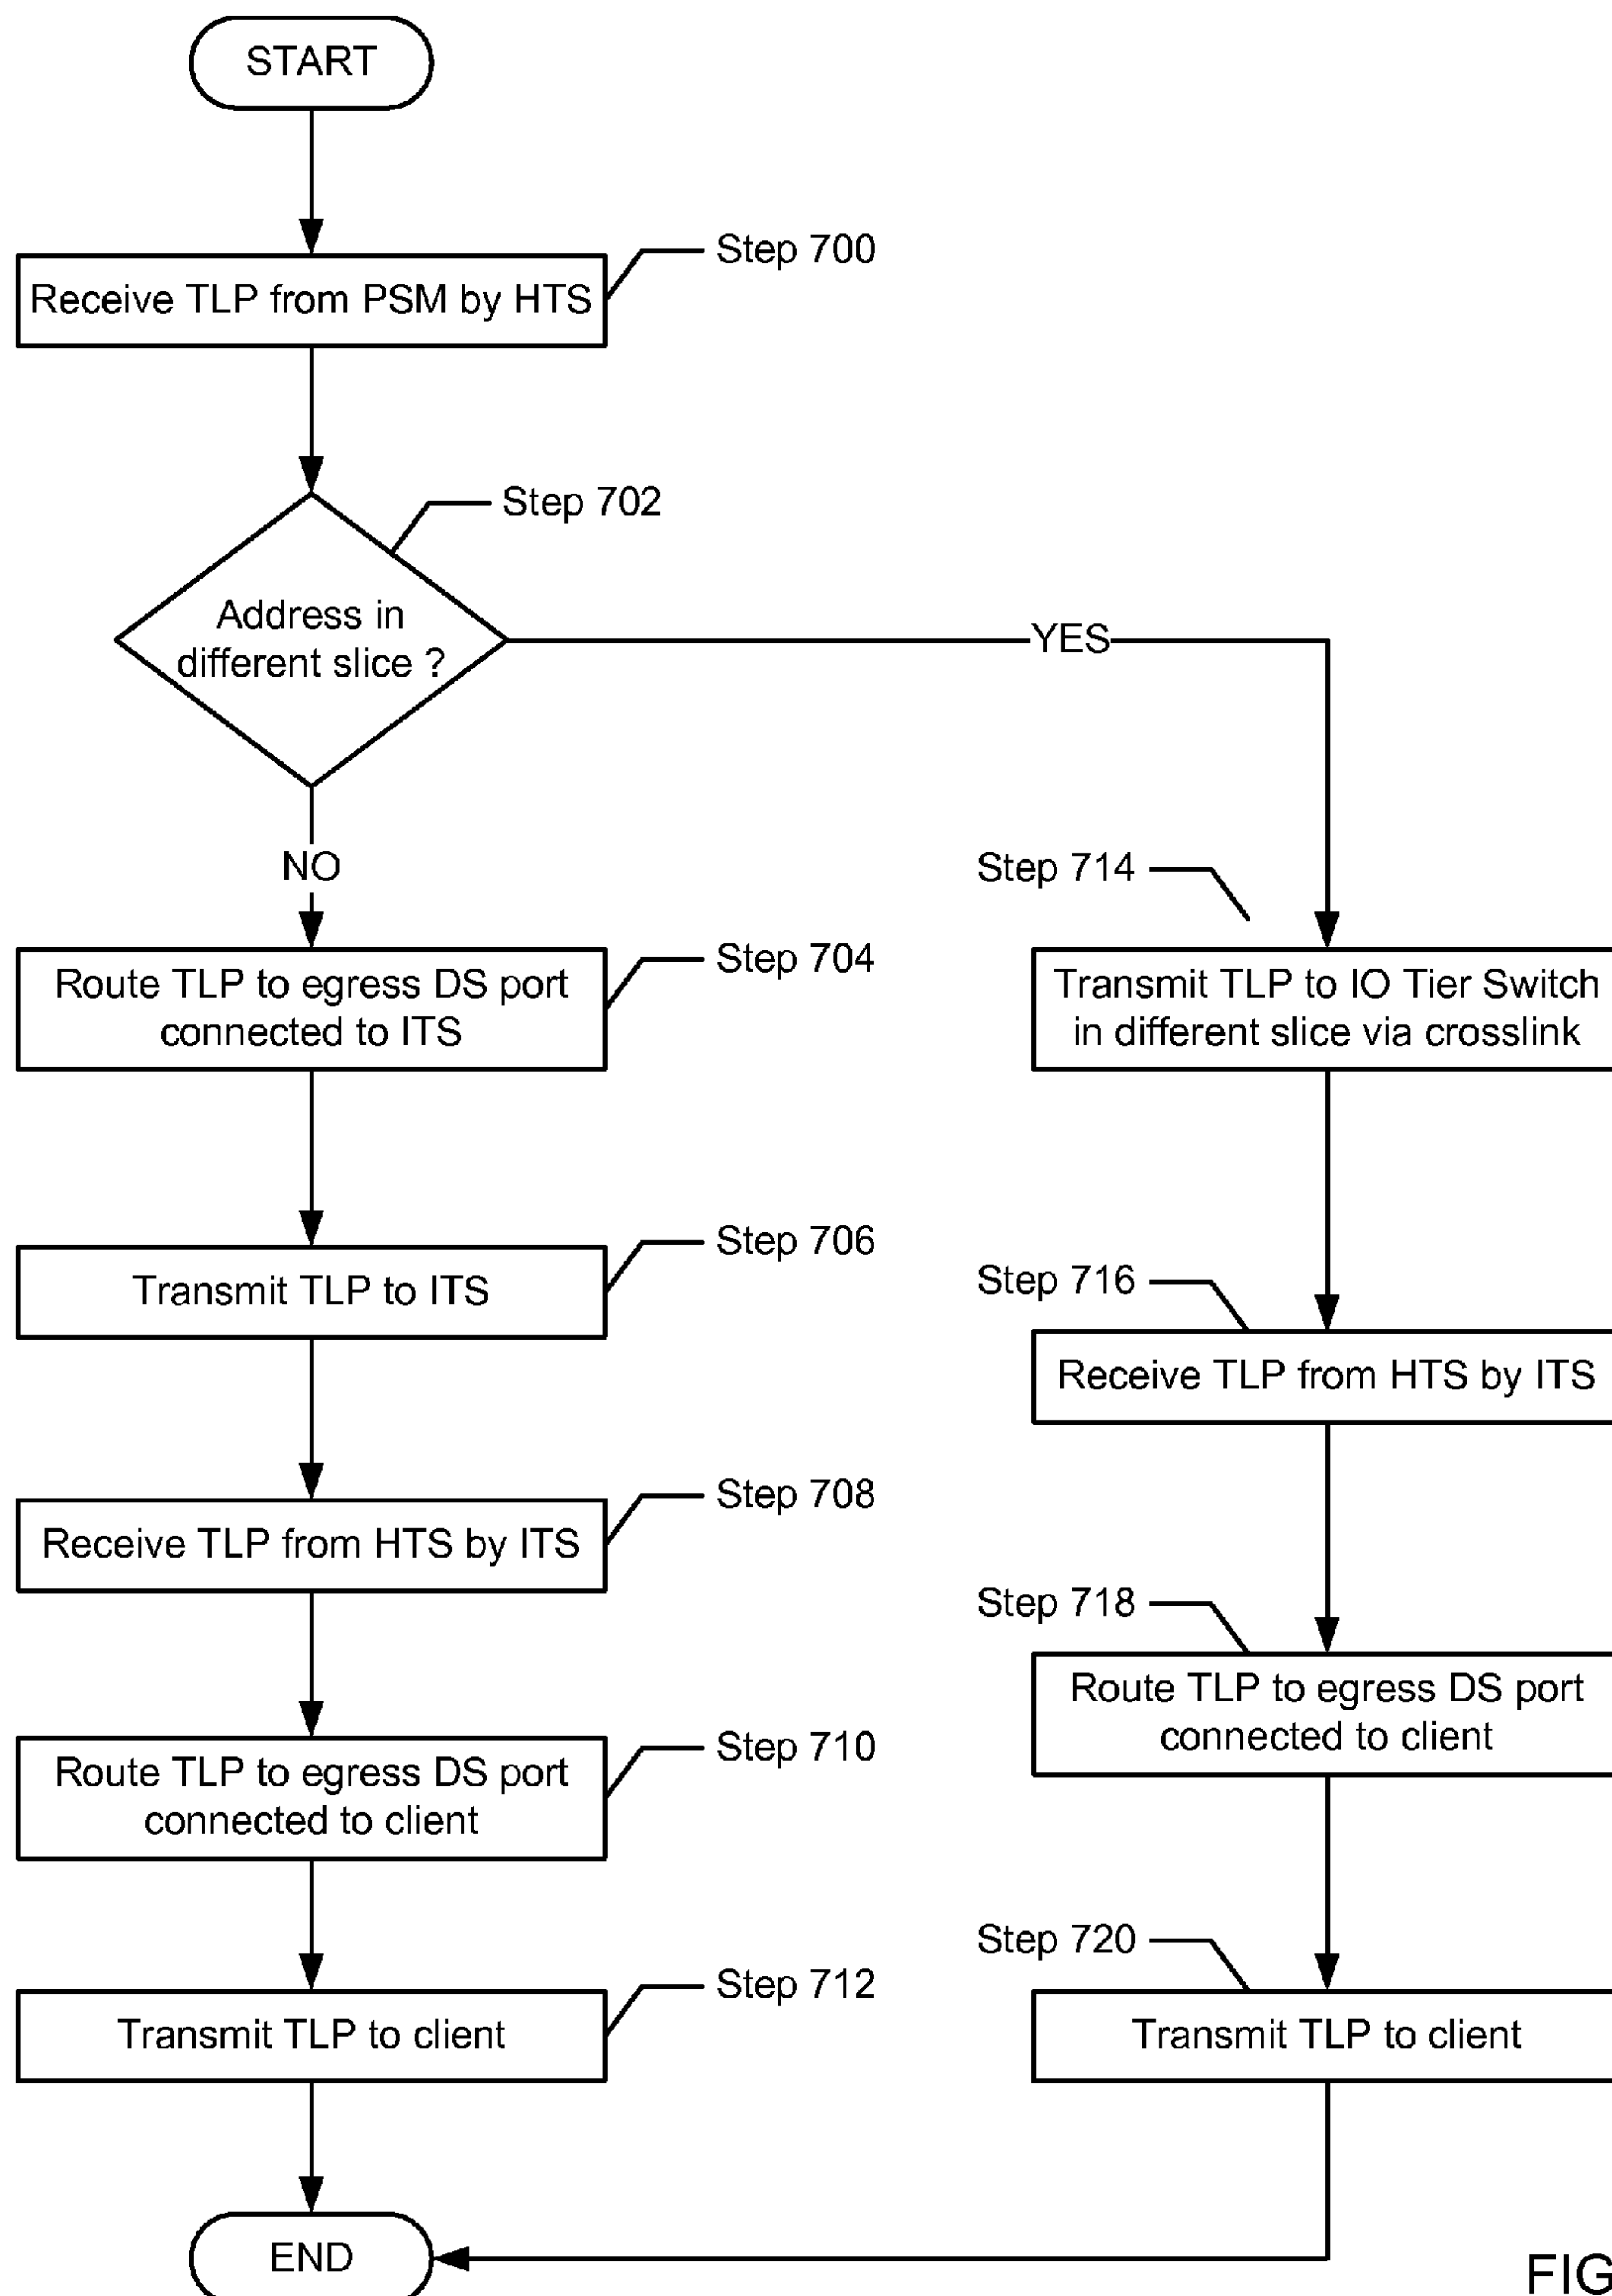 START
Step 700
Receive TLP from PSM by HTS
Step 702
Address in
different slice ?
YES
NO
Step 704
Route TLP to egress DS port
connected to ITS
Step 706
Transmit TLP to ITS
Step 708
Receive TLP from HTS by ITS
Step 710
Route TLP to egress DS port
connected to client
Step 712
Transmit TLP to client
Step 714
Transmit TLP to IO Tier Switch
in different slice via crosslink
Step 716
Receive TLP from HTS by ITS
Step 718
Route TLP to egress DS port
connected to client
Step 720
Transmit TLP to client
END
FIG